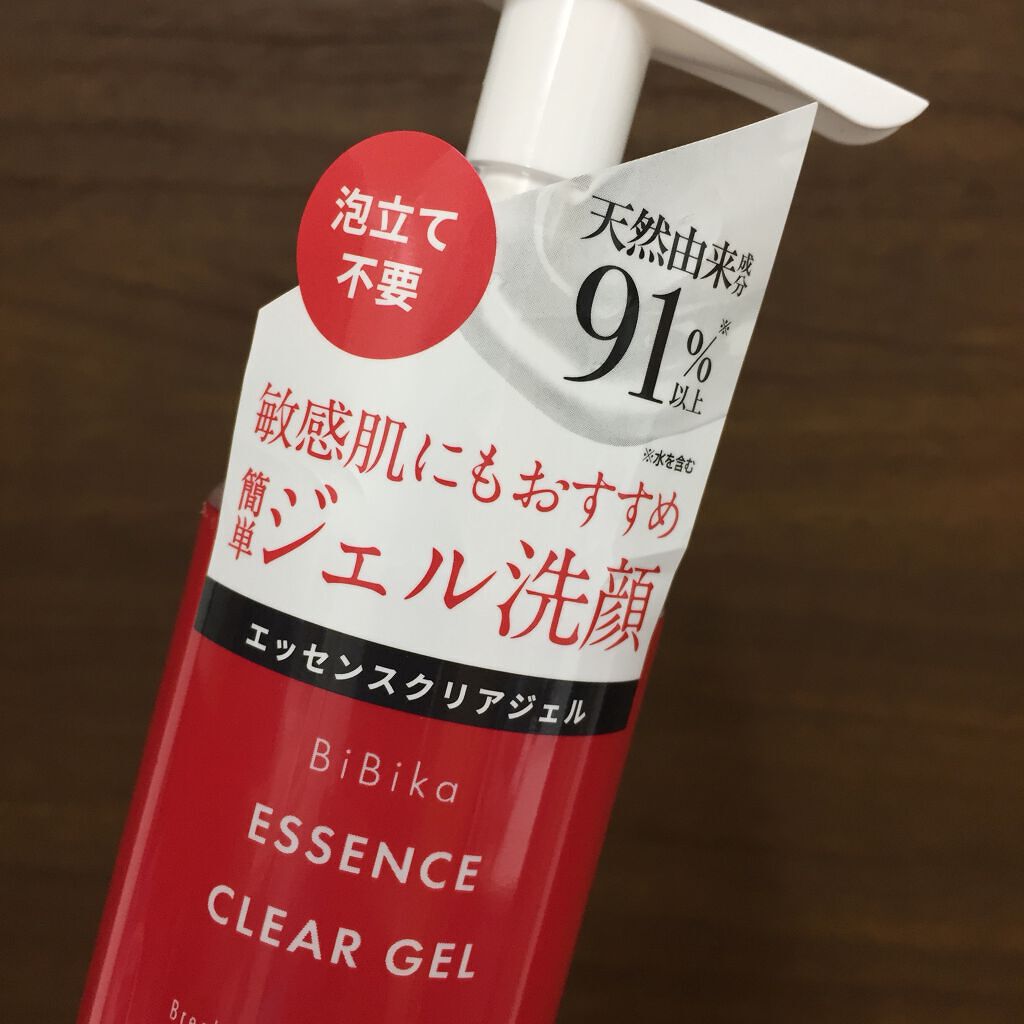 泡立て
不要
天然由来成分
91%※以上
※水を含む
敏感肌にもおすすめ
簡単ジェル洗顔
エッセンスクリアジェル
BiBika
ESSENCE
CLEAR GEL